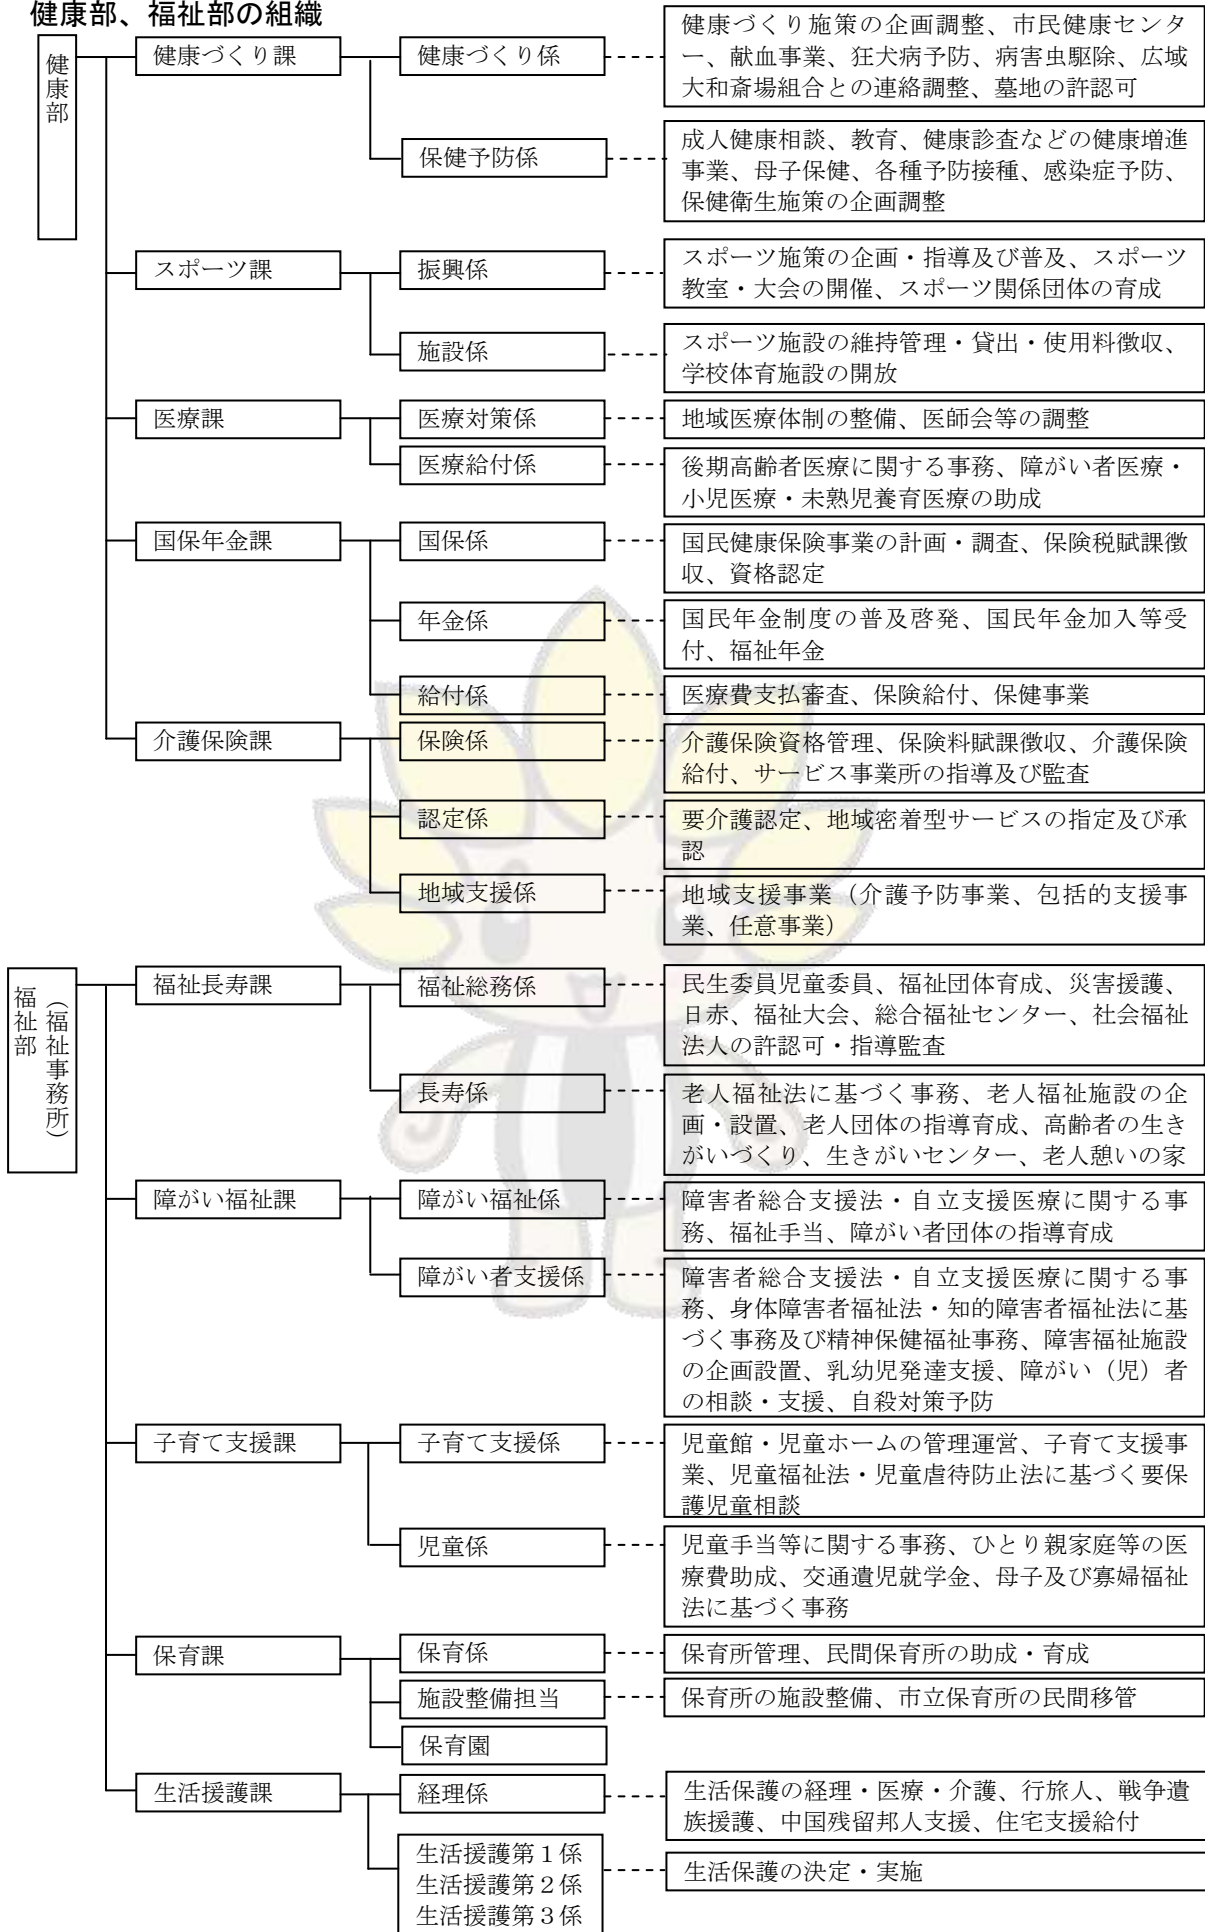 健康部、福祉部の組織
健康部
健康づくり課
健康づくり係
健康づくり施策の企画調整、市民健康センタ
ー、献血事業、狂犬病予防、病害虫駆除、広域
大和斎場組合との連絡調整、墓地の許認可
保健予防係
成人健康相談、教育、健康診査などの健康増進
事業、母子保健、各種予防接種、感染症予防、
保健衛生施策の企画調整
スポーツ課
振興係
スポーツ施策の企画・指導及び普及、スポーツ
教室・大会の開催、スポーツ関係団体の育成
施設係
スポーツ施設の維持管理・貸出・使用料徴収、
学校体育施設の開放
医療課
医療対策係
地域医療体制の整備、医師会等の調整
医療給付係
後期高齢者医療に関する事務、障がい者医療・
小児医療・未熟児養育医療の助成
国保年金課
国保係
国民健康保険事業の計画・調査、保険税賦課徴
収、資格認定
年金係
国民年金制度の普及啓発、国民年金加入等受
付、福祉年金
給付係
医療費支払審査、保険給付、保健事業
介護保険課
保険係
介護保険資格管理、保険料賦課徴収、介護保険
給付、サービス事業所の指導及び監査
認定係
要介護認定、地域密着型サービスの指定及び承
認
地域支援係
地域支援事業（介護予防事業、包括的支援事
業、任意事業）
福祉部
（福祉事務所）
福祉長寿課
福祉総務係
民生委員児童委員、福祉団体育成、災害援護、
日赤、福祉大会、総合福祉センター、社会福祉
法人の許認可・指導監査
長寿係
老人福祉法に基づく事務、老人福祉施設の企
画・設置、老人団体の指導育成、高齢者の生き
がいづくり、生きがいセンター、老人憩いの家
障がい福祉課
障がい福祉係
障害者総合支援法・自立支援医療に関する事
務、福祉手当、障がい者団体の指導育成
障がい者支援係
障害者総合支援法・自立支援医療に関する事
務、身体障害者福祉法・知的障害者福祉法に基
づく事務及び精神保健福祉事務、障害福祉施設
の企画設置、乳幼児発達支援、障がい（児）者
の相談・支援、自殺対策予防
子育て支援課
子育て支援係
児童館・児童ホームの管理運営、子育て支援事
業、児童福祉法・児童虐待防止法に基づく要保
護児童相談
児童係
児童手当等に関する事務、ひとり親家庭等の医
療費助成、交通遺児就学金、母子及び寡婦福祉
法に基づく事務
保育課
保育係
保育所管理、民間保育所の助成・育成
施設整備担当
保育所の施設整備、市立保育所の民間移管
保育園
生活援護課
経理係
生活保護の経理・医療・介護、行旅人、戦争遺
族援護、中国残留邦人支援、住宅支援給付
生活援護第１係
生活援護第２係
生活援護第３係
生活保護の決定・実施